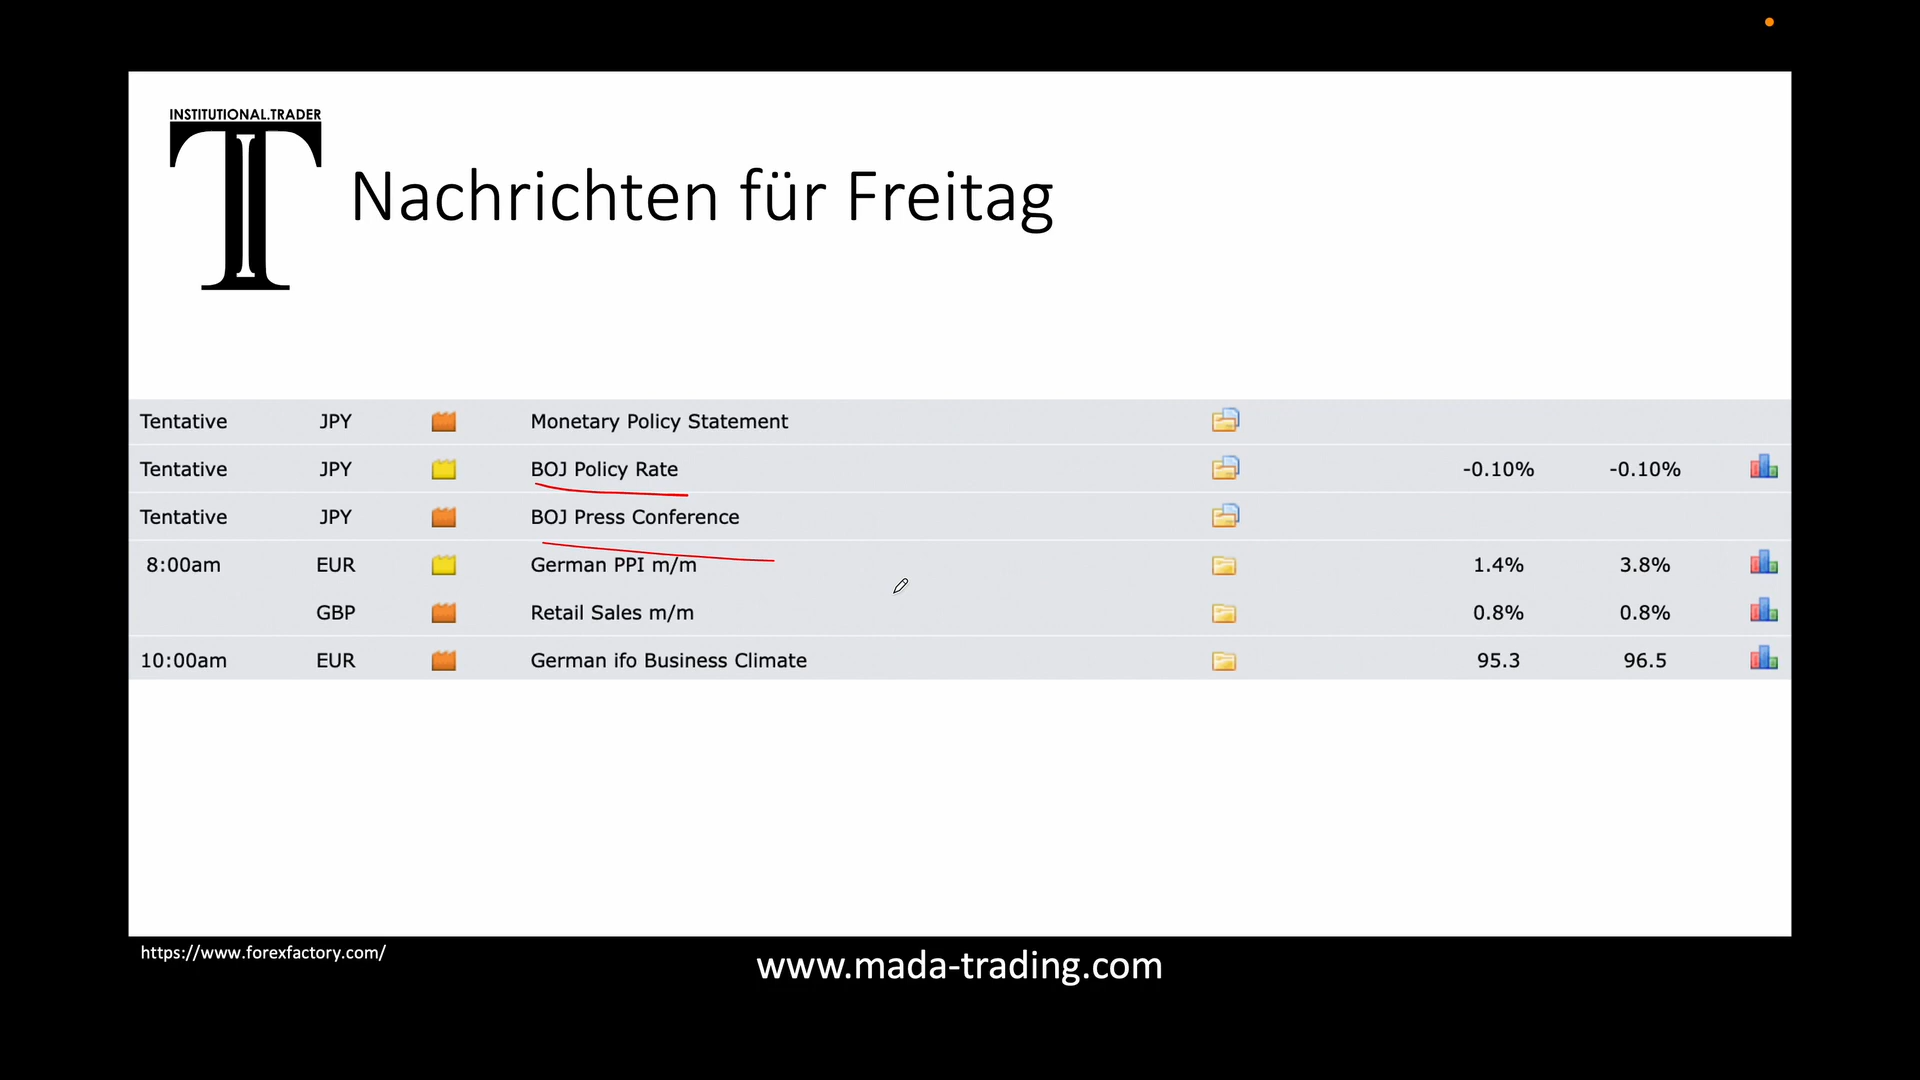 INSTITUTIONAL.TRADER
Nachrichten für Freitag
Tentative JPY Monetary Policy Statement
Tentative JPY BOJ Policy Rate -0.10% -0.10%
Tentative JPY BOJ Press Conference
8:00am EUR German PPI m/m 1.4% 3.8%
GBP Retail Sales m/m 0.8% 0.8%
10:00am EUR German ifo Business Climate 95.3 96.5
https://www.forexfactory.com/
www.mada-trading.com